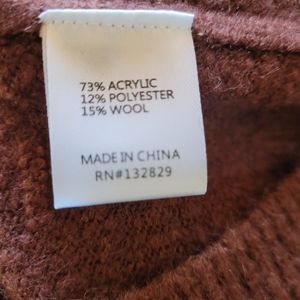 73% ACRYLIC
12% POLYESTER
15% WOOL
MADE IN CHINA
RN#132829